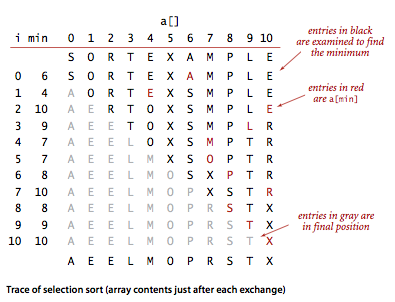 a[]
i min 0 1 2 3 4 5 6 7 8 9 10
S O R T E X A M P L E
0 6 S O R T E X A M P L E
1 4 A O R T E X S M P L E
2 10 A E R T O X S M P L E
3 9 A E E T O X S M P L R
4 7 A E E L O X S M P T R
5 7 A E E L M X S O P T R
6 8 A E E L M O S X P T R
7 10 A E E L M O P X S T R
8 8 A E E L M O P R S T X
9 9 A E E L M O P R S T X
10 10 A E E L M O P R S T X
A E E L M O P R S T X
entries in black
are examined to find
the minimum
entries in red
are a[min]
entries in gray are
in final position
Trace of selection sort (array contents just after each exchange)